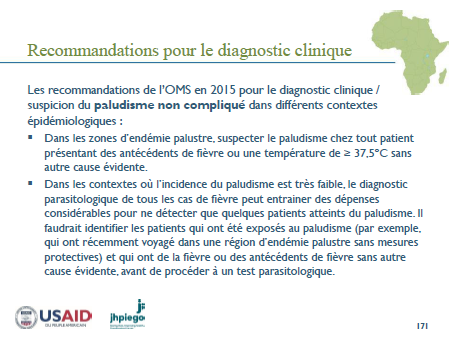 Recommandations pour le diagnostic clinique
Les recommandations de l'OMS en 2015 pour le diagnostic clinique /
suspicion du paludisme non compliqué dans différents contextes
épidémiologiques :
▪ Dans les zones d'endémie palustre, suspecter le paludisme chez tout patient
présentant des antécédents de fièvre ou une température de ≥ 37,5°C sans
autre cause évidente.
▪ Dans les contextes où l'incidence du paludisme est très faible, le diagnostic
parasitologique de tous les cas de fièvre peut entrainer des dépenses
considérables pour ne détecter que quelques patients atteints du paludisme. Il
faudrait identifier les patients qui ont été exposés au paludisme (par exemple,
qui ont récemment voyagé dans une région d'endémie palustre sans mesures
protectives) et qui ont de la fièvre ou des antécédents de fièvre sans autre
cause évidente, avant de procéder à un test parasitologique.
USAID
jhpiego
171